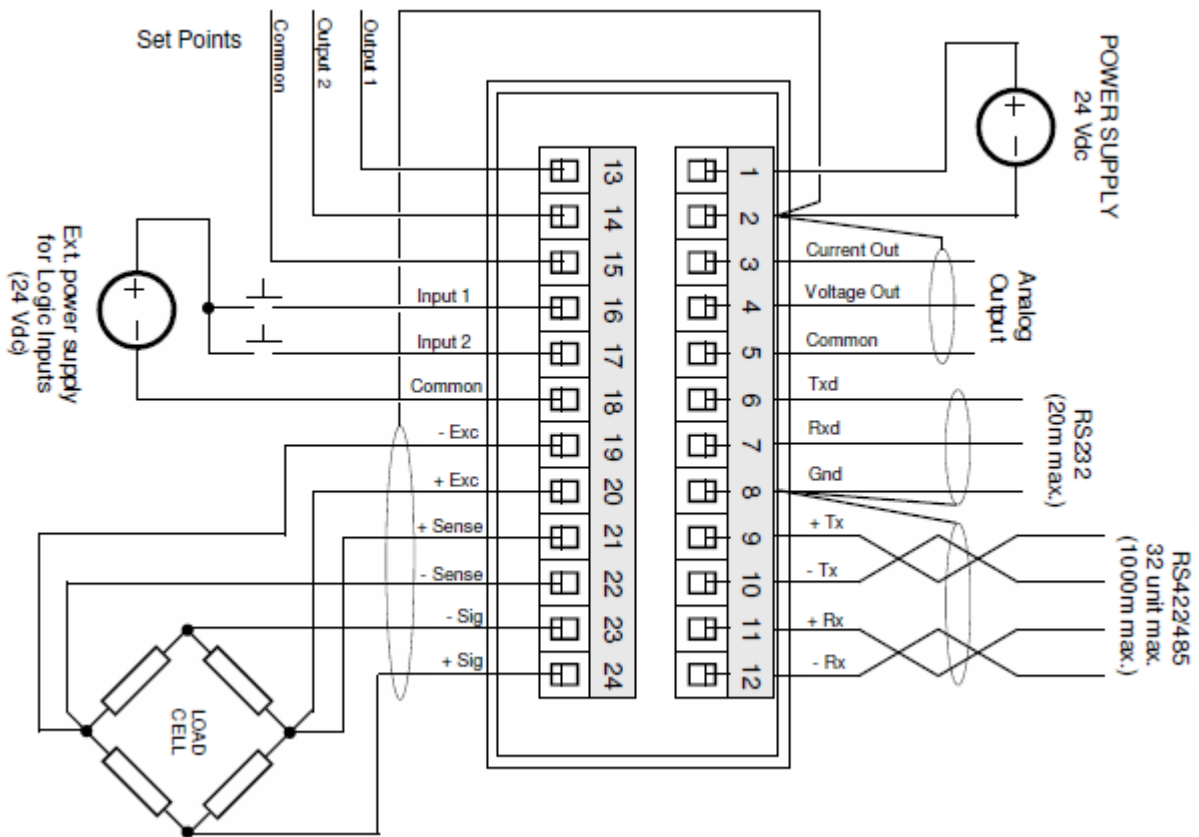 Set Points
Common
Output 2
Output 1
POWER SUPPLY
24 Vdc
Ext. power supply
for Logic Inputs
(24 Vdc)
+
-
+
-
Input 1
Input 2
Common
- Exc
+ Exc
+ Sense
- Sense
- Sig
+ Sig
13
14
15
16
17
18
19
20
21
22
23
24
1
2
3
4
5
6
7
8
9
10
11
12
Current Out
Voltage Out
Common
Analog
Output
Txd
Rxd
Gnd
RS232
(20m max.)
+ Tx
- Tx
+ Rx
- Rx
RS422/485
32 unit max.
(1000m max.)
LOAD
CELL